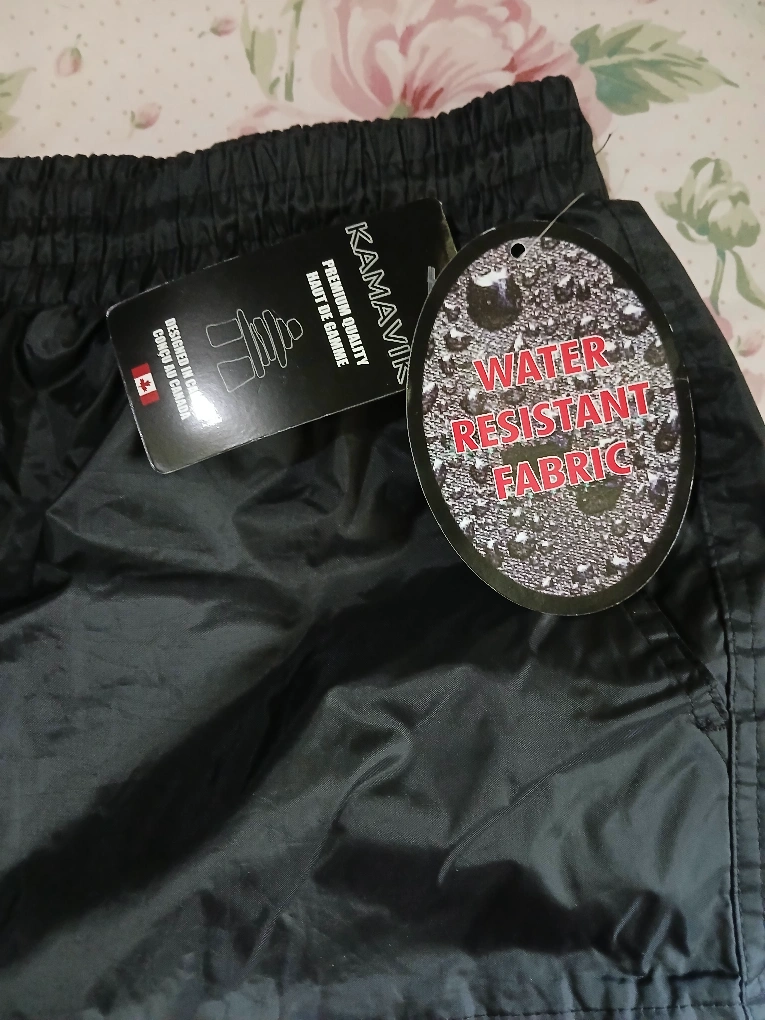 KAMAVIK
PREMIUM QUALITY
HAUT DE GAMME
DESIGNED IN
CONÇU AU CANADA
WATER
RESISTANT
FABRIC